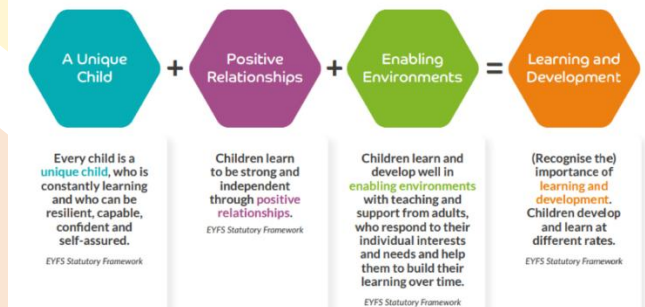 A Unique
Child
+
Positive
Relationships
+
Enabling
Environments
=
Learning and
Development
Every child is a
unique child, who is
constantly learning
and who can be
resilient, capable,
confident and
self-assured.
EYFS Statutory Framework
Children learn
to be strong and
independent
through positive
relationships.
EYFS Statutory Framework
Children learn and
develop well in
enabling environments
with teaching and
support from adults,
who respond to their
individual interests
and needs and help
them to build their
learning over time.
EYFS Statutory Framework
(Recognise the)
importance of
learning and
development.
Children develop
and learn at
different rates.
EYFS Statutory Framework